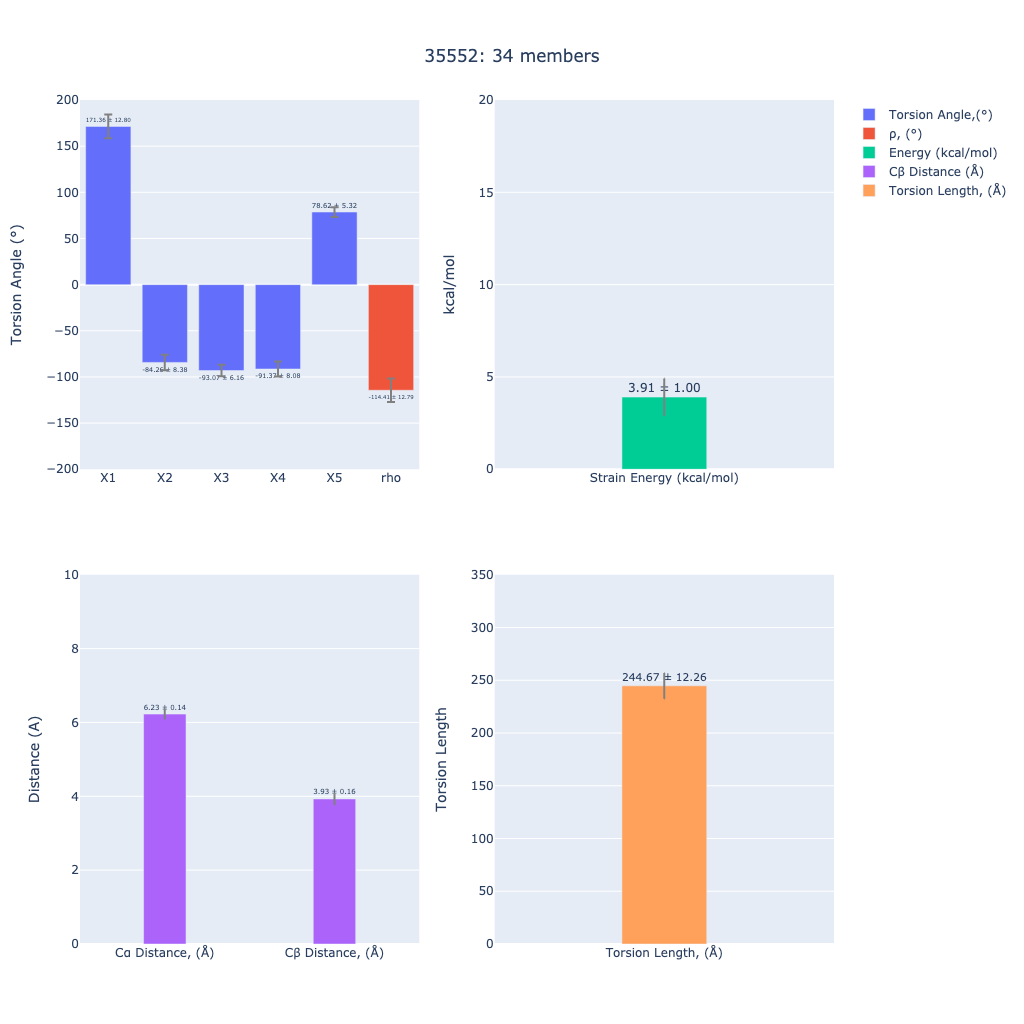 35552: 34 members
Torsion Angle (°)
200
150
100
50
0
−50
−100
−150
−200
171.36 ± 12.80
-84.26 ± 8.38
-93.07 ± 6.16
-91.37 ± 8.08
78.62 ± 5.32
-114.41 ± 12.79
X1 X2 X3 X4 X5 rho
kcal/mol
20
15
10
5
0
3.91 ± 1.00
Strain Energy (kcal/mol)
Torsion Angle,(°)
ρ, (°)
Energy (kcal/mol)
Cβ Distance (Å)
Torsion Length, (Å)
Distance (A)
10
8
6
4
2
0
6.23 ± 0.14
3.93 ± 0.16
Cα Distance, (Å) Cβ Distance, (Å)
Torsion Length
350
300
250
200
150
100
50
0
244.67 ± 12.26
Torsion Length, (Å)